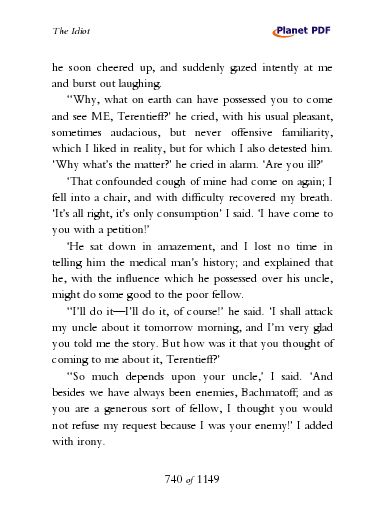 The Idiot
Planet PDF
he soon cheered up, and suddenly gazed intently at me
and burst out laughing.
‘“Why, what on earth can have possessed you to come
and see ME, Terentieff?’ he cried, with his usual pleasant,
sometimes audacious, but never offensive familiarity,
which I liked in reality, but for which I also detested him.
‘Why what’s the matter?’ he cried in alarm. ‘Are you ill?’
‘That confounded cough of mine had come on again; I
fell into a chair, and with difficulty recovered my breath.
‘It’s all right, it’s only consumption’ I said. ‘I have come to
you with a petition!’
‘He sat down in amazement, and I lost no time in
telling him the medical man’s history; and explained that
he, with the influence which he possessed over his uncle,
might do some good to the poor fellow.
‘“I’ll do it—I’ll do it, of course!’ he said. ‘I shall attack
my uncle about it tomorrow morning, and I’m very glad
you told me the story. But how was it that you thought of
coming to me about it, Terentieff?’
‘“So much depends upon your uncle,’ I said. ‘And
besides we have always been enemies, Bachmatoff; and as
you are a generous sort of fellow, I thought you would
not refuse my request because I was your enemy!’ I added
with irony.
740 of 1149